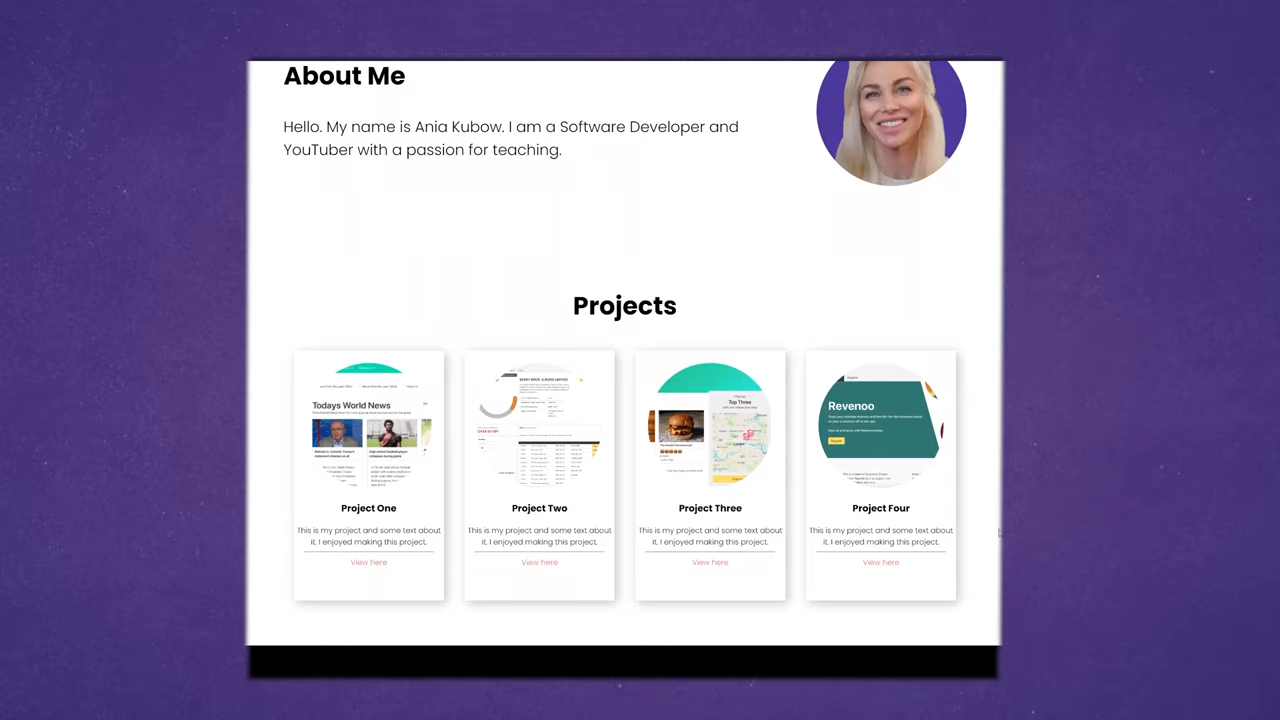 About Me
Hello. My name is Ania Kubow. I am a Software Developer and
YouTuber with a passion for teaching.
Projects
Todays World News
Top Three
Revenoo
Project One
Project Two
Project Three
Project Four
This is my project and some text about
it. I enjoyed making this project.
View here
This is my project and some text about
it. I enjoyed making this project.
View here
This is my project and some text about
it. I enjoyed making this project.
View here
This is my project and some text about
it. I enjoyed making this project.
View here